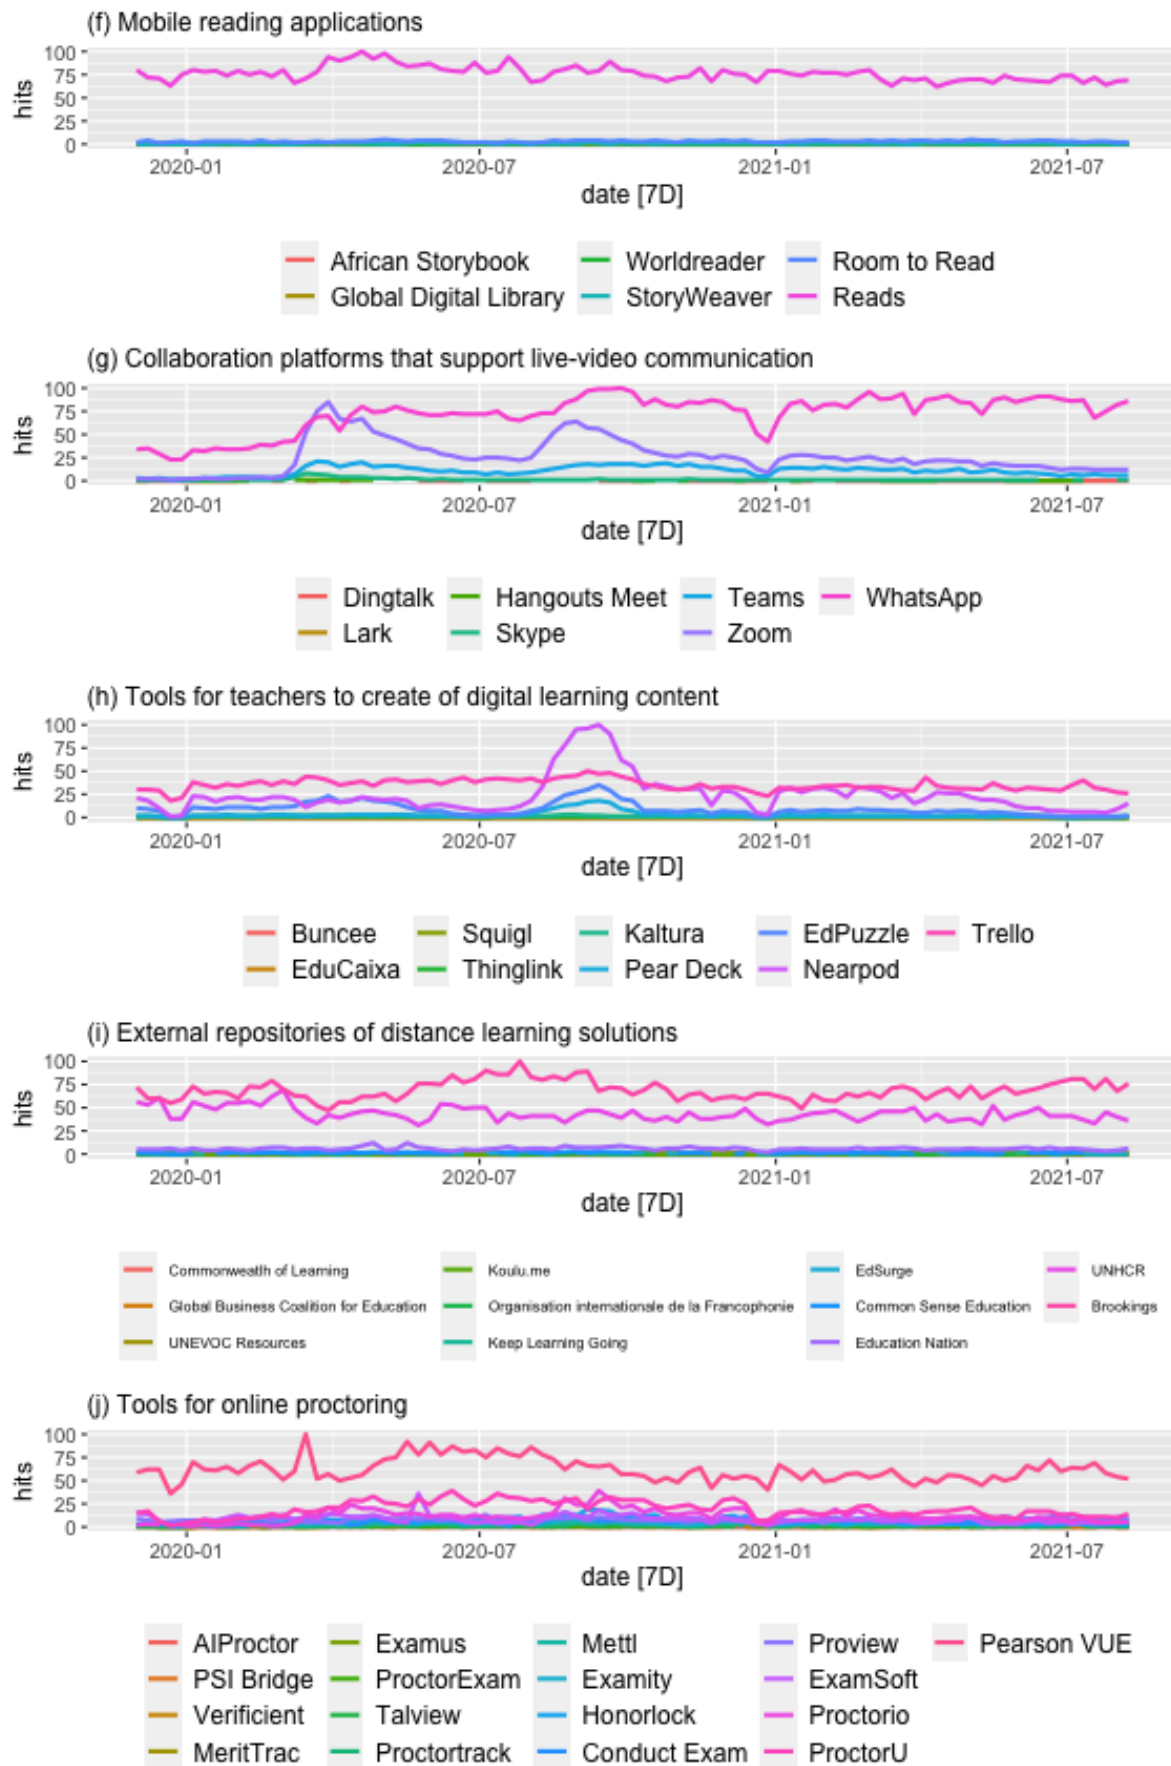 (f) Mobile reading applications
100
75
50
25
0
hits
2020-01 2020-07 2021-01 2021-07
date [7D]
African Storybook Worldreader Room to Read
Global Digital Library StoryWeaver Reads
(g) Collaboration platforms that support live-video communication
100
75
50
25
0
hits
2020-01 2020-07 2021-01 2021-07
date [7D]
Dingtalk Hangouts Meet Teams WhatsApp
Lark Skype Zoom
(h) Tools for teachers to create of digital learning content
100
75
50
25
0
hits
2020-01 2020-07 2021-01 2021-07
date [7D]
Buncee Squigl Kaltura EdPuzzle Trello
EduCaixa Thinglink Pear Deck Nearpod
(i) External repositories of distance learning solutions
100
75
50
25
0
hits
2020-01 2020-07 2021-01 2021-07
date [7D]
Commonweatlh of Learning Koulu.me EdSurge UNHCR
Global Business Coalition for Education Organisation internationale de la Francophonie Common Sense Education Brookings
UNEVOC Resources Keep Learning Going Education Nation
(j) Tools for online proctoring
100
75
50
25
0
hits
2020-01 2020-07 2021-01 2021-07
date [7D]
AIProctor Examus Mettl Proview Pearson VUE
PSI Bridge ProctorExam Examity ExamSoft
Verificient Talview Honorlock Proctorio
MeritTrac Proctortrack Conduct Exam ProctorU